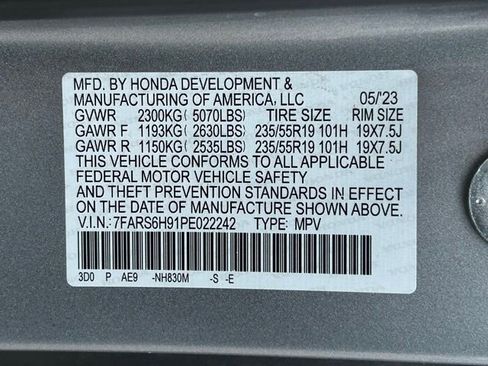 MFD. BY HONDA DEVELOPMENT &
MANUFACTURING OF AMERICA, LLC 05/'23
GVWR 2300KG( 5070LBS) TIRE SIZE RIM SIZE
GAWR F 1193KG( 2630LBS) 235/55R19 101H 19X7.5J
GAWR R 1150KG( 2535LBS) 235/55R19 101H 19X7.5J
THIS VEHICLE CONFORMS TO ALL APPLICABLE
FEDERAL MOTOR VEHICLE SAFETY
AND THEFT PREVENTION STANDARDS IN EFFECT
ON THE DATE OF MANUFACTURE SHOWN ABOVE.
V.I.N.: 7FARS6H91PE022242 TYPE: MPV
3D0 P AE9 -NH830M -S -E